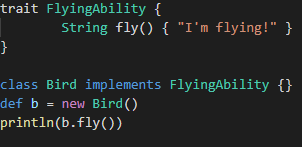 trait FlyingAbility {
        String fly() { "I'm flying!" }
}

class Bird implements FlyingAbility {}
def b = new Bird()
println(b.fly())